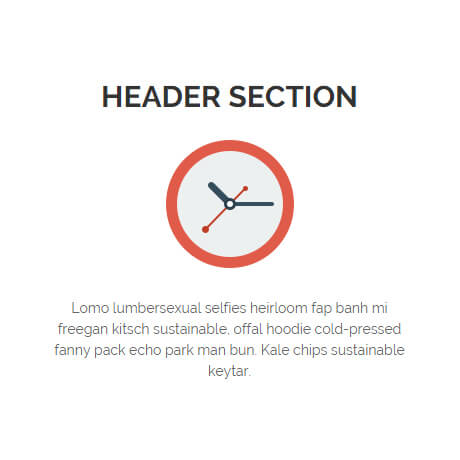 HEADER SECTION
Lomo lumbersexual selfies heirloom fap banh mi
freegan kitsch sustainable, offal hoodie cold-pressed
fanny pack echo park man bun. Kale chips sustainable
keytar.